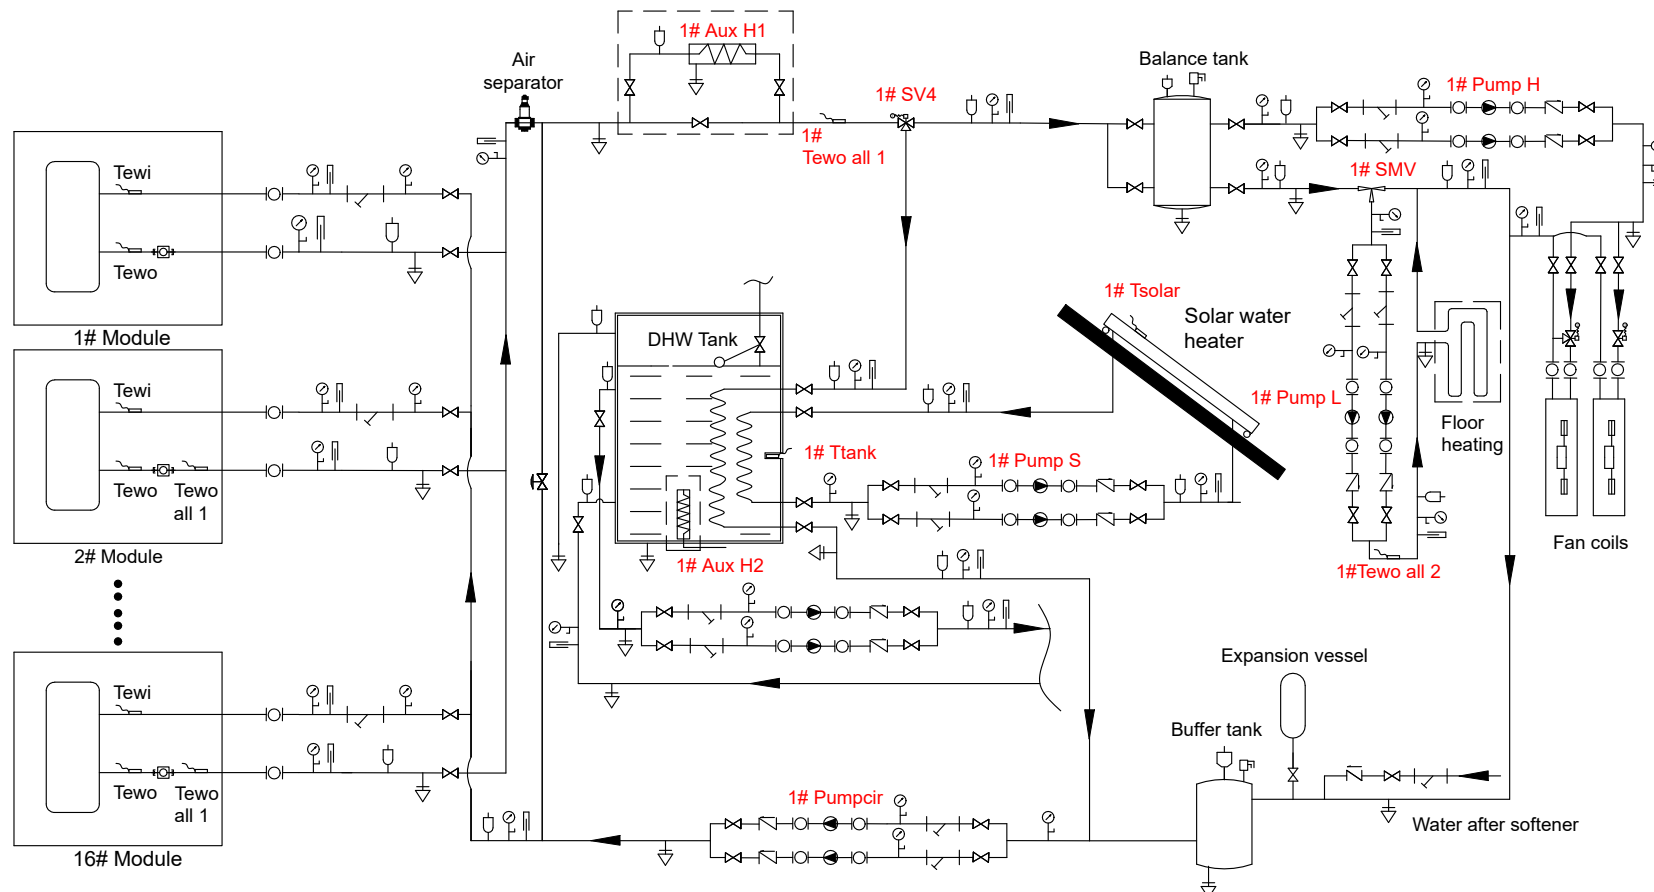 1# Aux H1
Air
separator
1# SV4
Balance tank
1# Pump H
1#
Tewo all 1
1# SMV
Tewi
Tewo
1# Module
1# Tsolar
Solar water
heater
DHW Tank
Tewi
1# Pump L
Floor
heating
1# Ttank
1# Pump S
Tewo
Tewo
all 1
2# Module
1# Aux H2
1#Tewo all 2
Fan coils
Expansion vessel
Tewi
Buffer tank
Tewo
Tewo
all 1
1# Pumpcir
Water after softener
16# Module